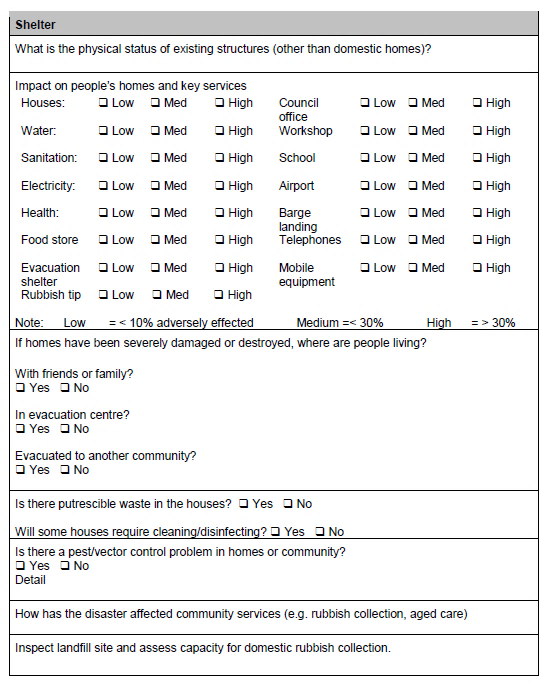 Shelter
What is the physical status of existing structures (other than domestic homes)?
Impact on people's homes and key services
Houses: ❑ Low ❑ Med ❑ High Council office ❑ Low ❑ Med ❑ High
Water: ❑ Low ❑ Med ❑ High Workshop ❑ Low ❑ Med ❑ High
Sanitation: ❑ Low ❑ Med ❑ High School ❑ Low ❑ Med ❑ High
Electricity: ❑ Low ❑ Med ❑ High Airport ❑ Low ❑ Med ❑ High
Health: ❑ Low ❑ Med ❑ High Barge landing ❑ Low ❑ Med ❑ High
Food store ❑ Low ❑ Med ❑ High Telephones ❑ Low ❑ Med ❑ High
Evacuation shelter ❑ Low ❑ Med ❑ High Mobile equipment ❑ Low ❑ Med ❑ High
Rubbish tip ❑ Low ❑ Med ❑ High
Note: Low = < 10% adversely effected Medium =< 30% High = > 30%
If homes have been severely damaged or destroyed, where are people living?
With friends or family?
❑ Yes ❑ No
In evacuation centre?
❑ Yes ❑ No
Evacuated to another community?
❑ Yes ❑ No
Is there putrescible waste in the houses? ❑ Yes ❑ No
Will some houses require cleaning/disinfecting? ❑ Yes ❑ No
Is there a pest/vector control problem in homes or community?
❑ Yes ❑ No
Detail
How has the disaster affected community services (e.g. rubbish collection, aged care)
Inspect landfill site and assess capacity for domestic rubbish collection.